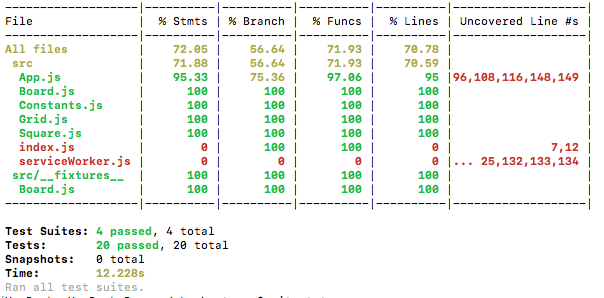 File | % Stmts | % Branch | % Funcs | % Lines | Uncovered Line #s |
All files | 72.05 | 56.64 | 71.93 | 70.78 | |
src | 71.88 | 56.64 | 71.93 | 70.59 | |
App.js | 95.33 | 75.36 | 97.06 | 95 | 96,108,116,148,149 |
Board.js | 100 | 100 | 100 | 100 | |
Constants.js | 100 | 100 | 100 | 100 | |
Grid.js | 100 | 100 | 100 | 100 | |
Square.js | 100 | 100 | 100 | 100 | |
index.js | 0 | 100 | 100 | 0 | 7,12 |
serviceWorker.js | 0 | 0 | 0 | 0 | ... 25,132,133,134 |
src/__fixtures__ | 100 | 100 | 100 | 100 | |
Board.js | 100 | 100 | 100 | 100 | |
Test Suites: 4 passed, 4 total
Tests: 20 passed, 20 total
Snapshots: 0 total
Time: 12.228s
Ran all test suites.